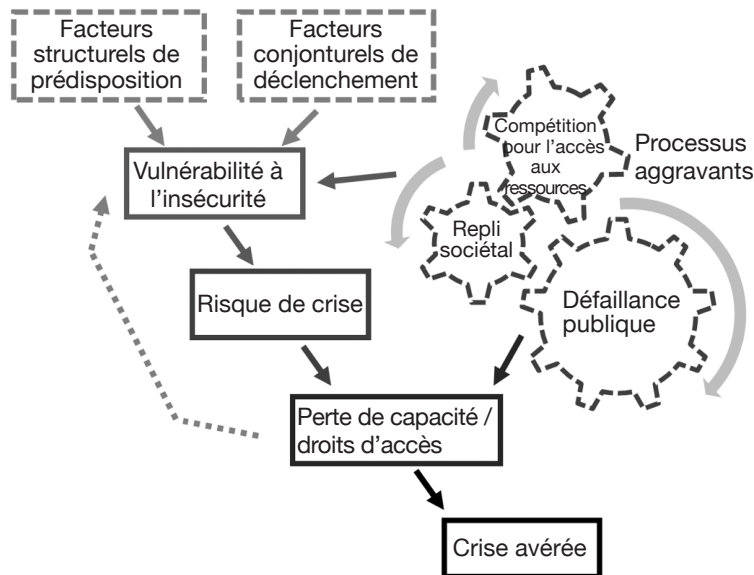 Facteurs
structurels de
prédisposition
Facteurs
conjonturels de
déclenchement
Compétition
pour l'accès
aux
ressources
Processus
aggravants
Vulnérabilité à
l'insécurité
Repli
sociétal
Risque de crise
Défaillance
publique
Perte de capacité /
droits d'accès
Crise avérée